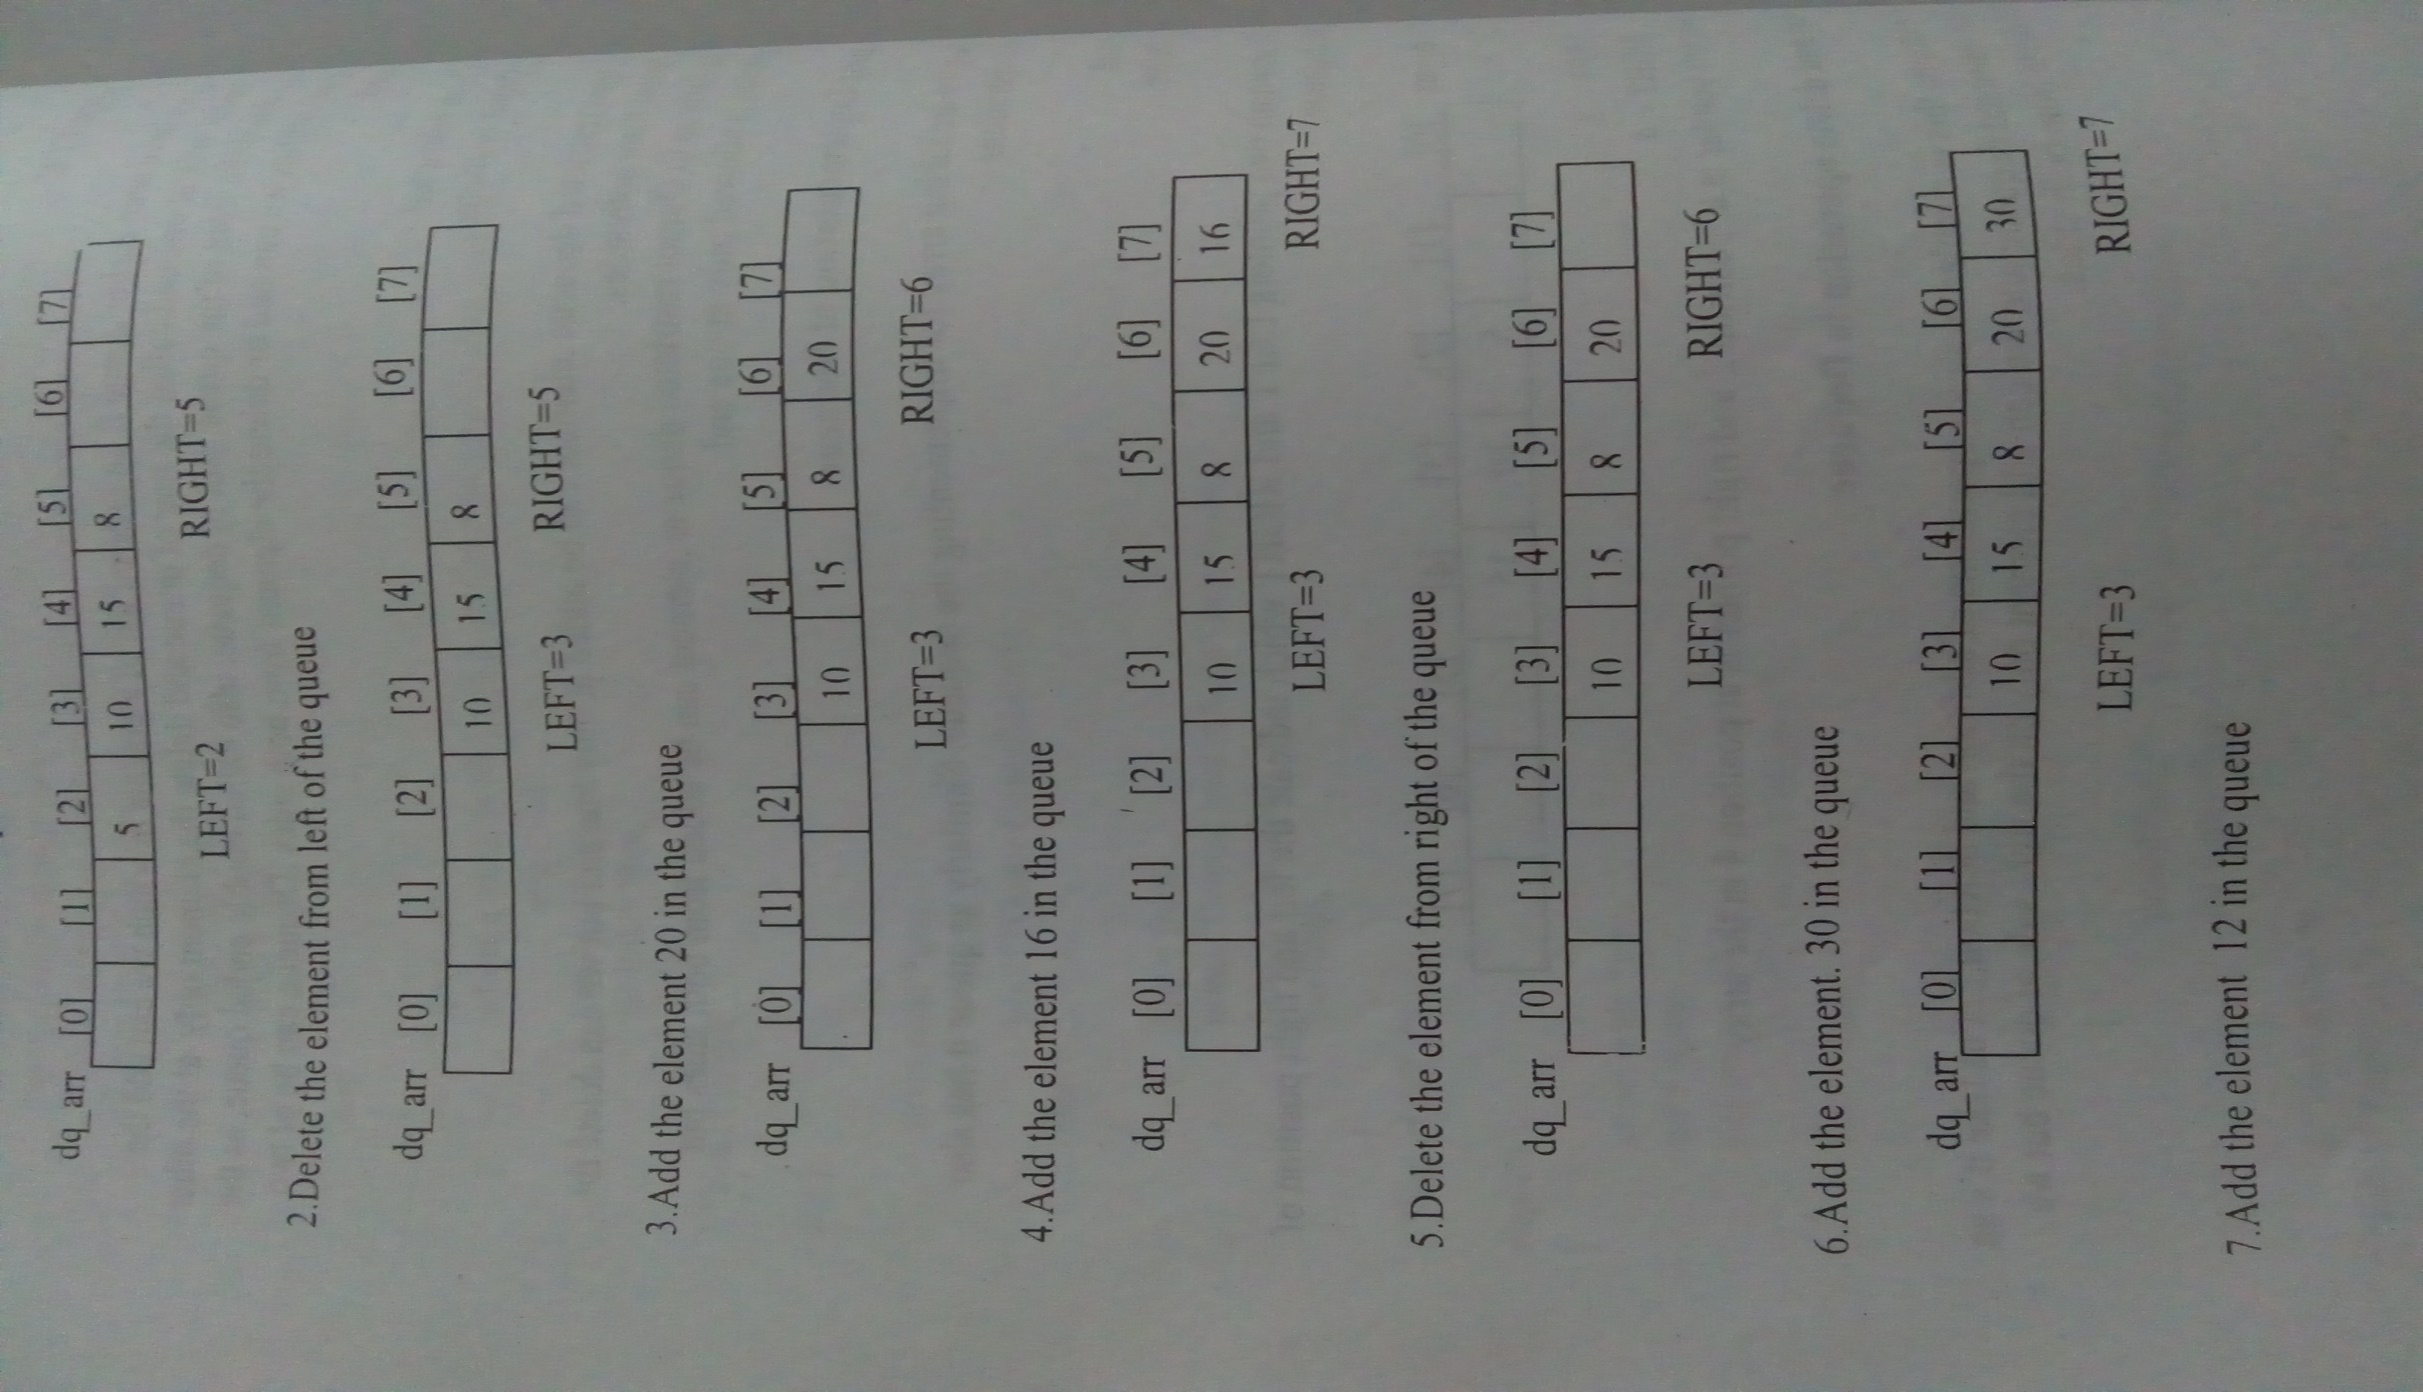 dq_arr [0] [1] [2] [3] [4] [5] [6] [7]
5 10 15 8
LEFT=2 RIGHT=5
2.Delete the element from left of the queue
dq_arr [0] [1] [2] [3] [4] [5] [6] [7]
10 15 8
LEFT=3 RIGHT=5
3.Add the element 20 in the queue
dq_arr [0] [1] [2] [3] [4] [5] [6] [7]
10 15 8 20
LEFT=3 RIGHT=6
4.Add the element 16 in the queue
dq_arr [0] [1] [2] [3] [4] [5] [6] [7]
10 15 8 20 16
LEFT=3 RIGHT=7
5.Delete the element from right of the queue
dq_arr [0] [1] [2] [3] [4] [5] [6] [7]
10 15 8 20
LEFT=3 RIGHT=6
6.Add the element. 30 in the queue
dq_arr [0] [1] [2] [3] [4] [5] [6] [7]
10 15 8 20 30
LEFT=3 RIGHT=7
7.Add the element 12 in the queue